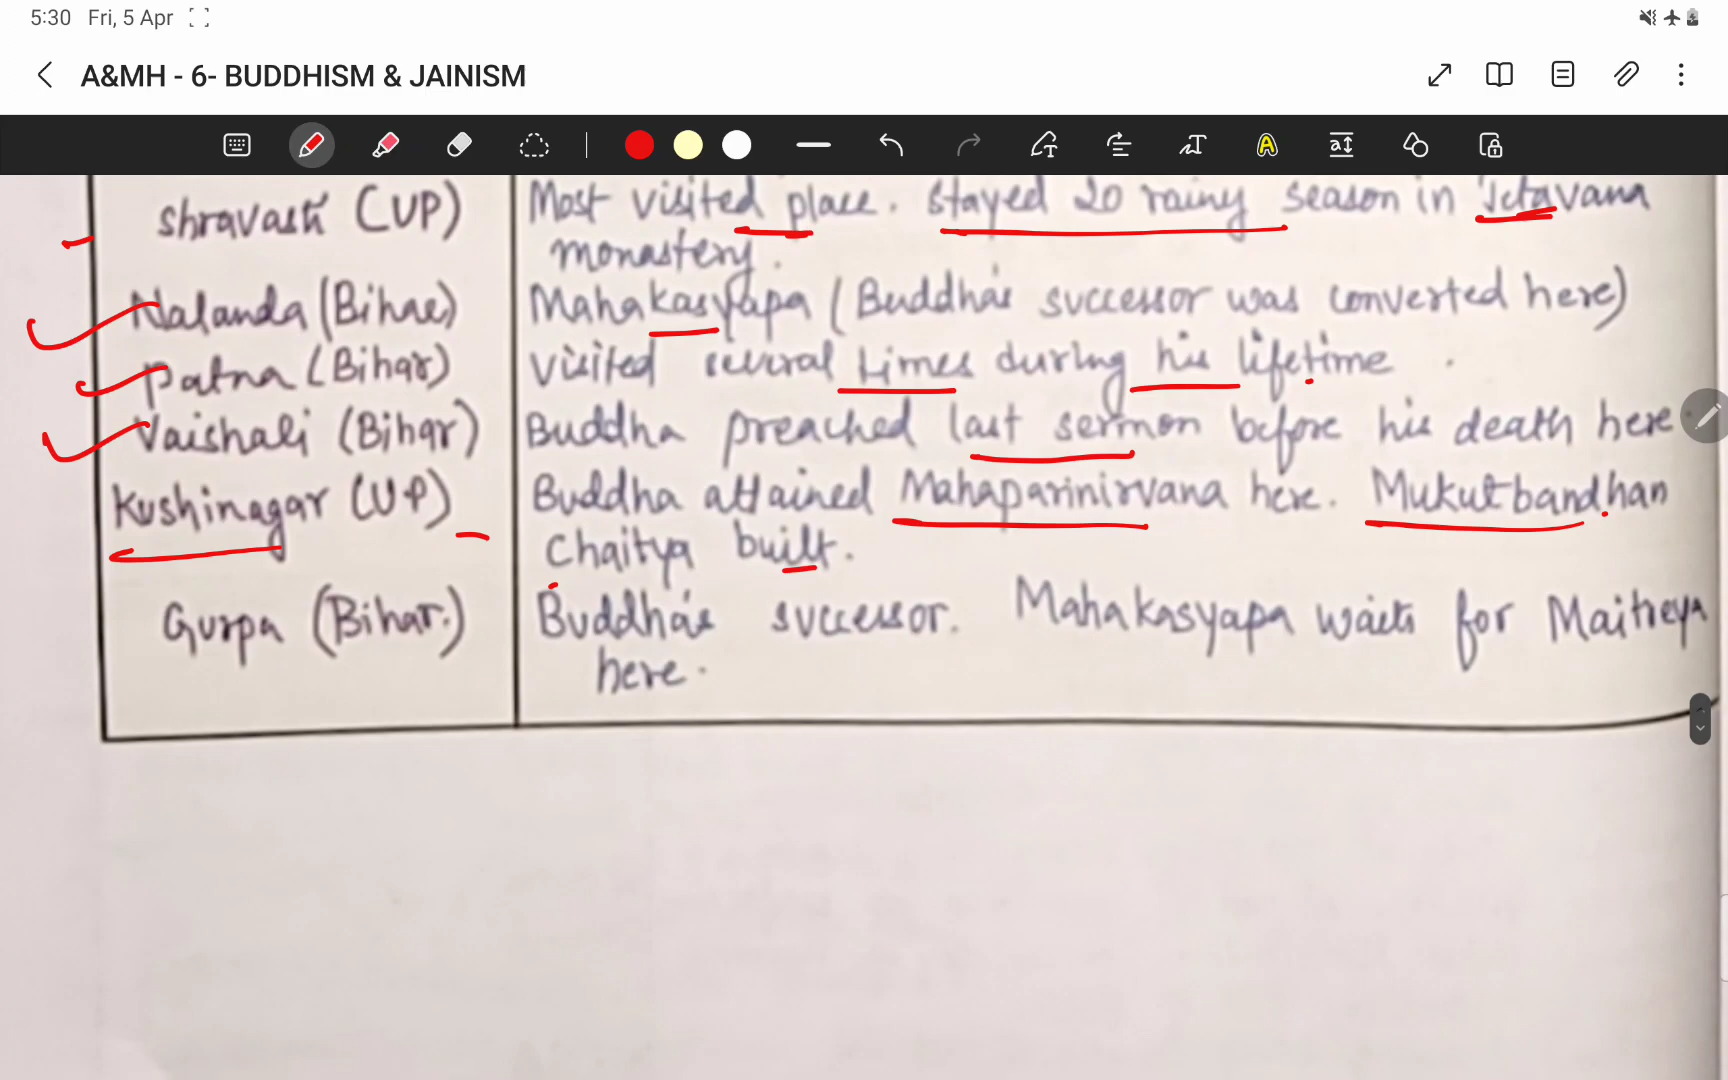 5:30 Fri, 5 Apr
A&MH - 6- BUDDHISM & JAINISM
Shravasti (UP)
Most visited place. Stayed 20 rainy season in Jetavana
monastery.
Nalanda (Bihar)
Mahakasyapa (Buddha's successor was converted here)
Patna (Bihar)
Visited several times during his lifetime.
Vaishali (Bihar)
Buddha preached last sermon before his death here.
Kushinagar (UP)
Buddha attained Mahaparinirvana here. Mukutbandhan
Chaitya built.
Gurpa (Bihar.)
Buddha's successor. Mahakasyapa waits for Maitreya
here.